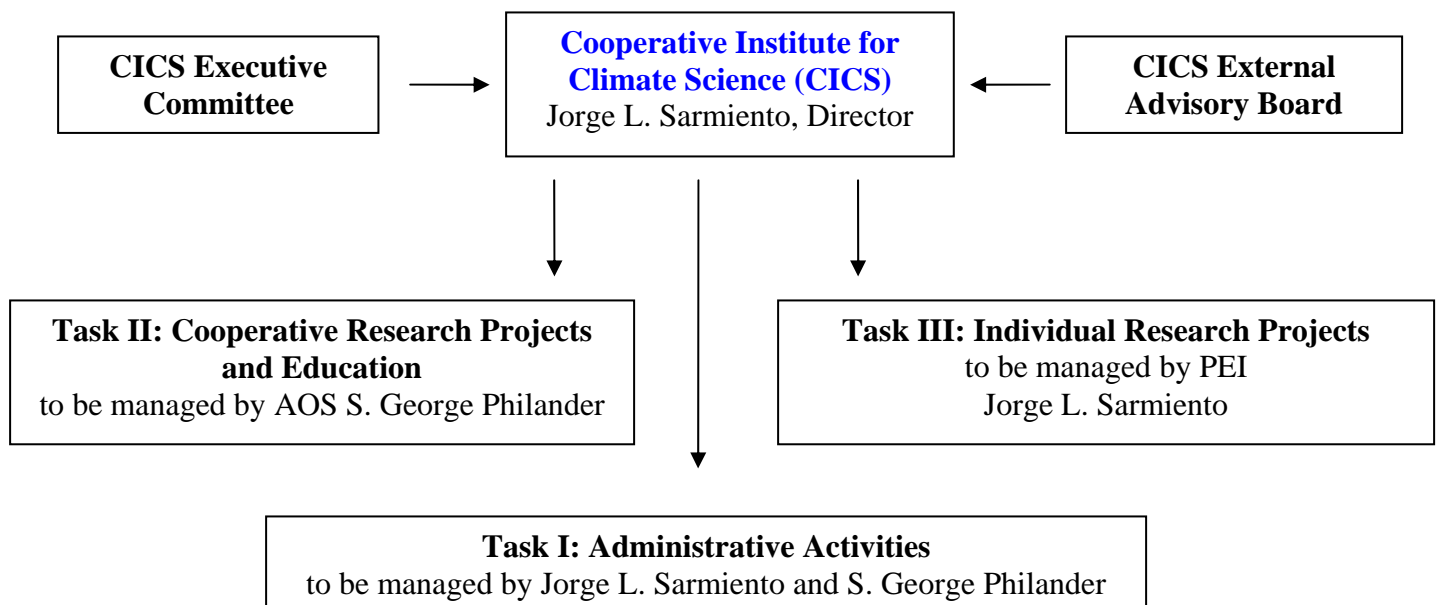 CICS Executive
Committee
Cooperative Institute for
Climate Science (CICS)
Jorge L. Sarmiento, Director
CICS External
Advisory Board
Task II: Cooperative Research Projects
and Education
to be managed by AOS S. George Philander
Task III: Individual Research Projects
to be managed by PEI
Jorge L. Sarmiento
Task I: Administrative Activities
to be managed by Jorge L. Sarmiento and S. George Philander